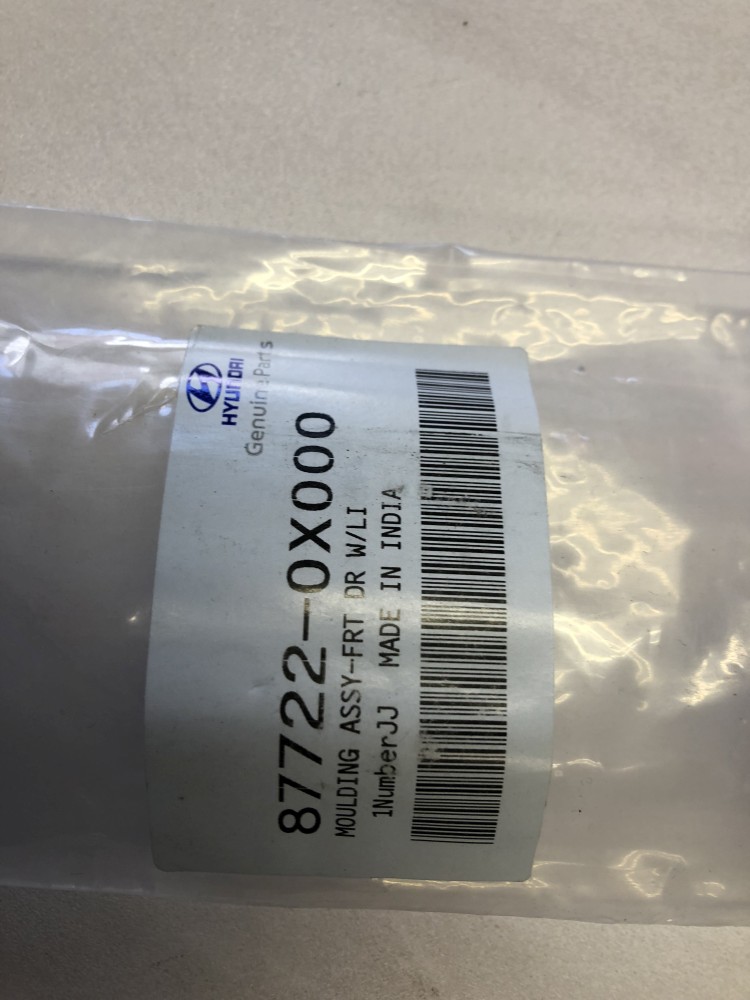 HYUNDAI
Genuine Parts
87722-0X000
MOULDING ASSY-FRT DR W/LI
1NumberJJ MADE IN INDIA